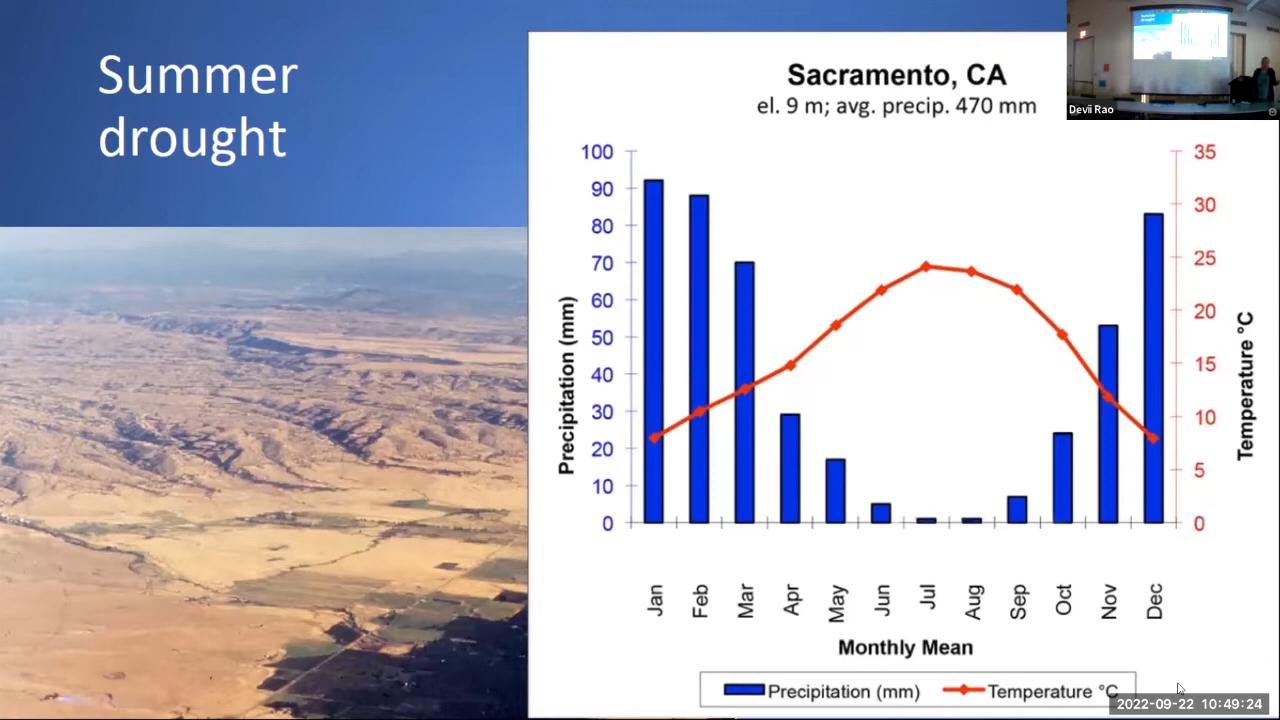 Summer
drought
Sacramento, CA
el. 9 m; avg. precip. 470 mm
Devii Rao
100
90
80
70
60
50
40
30
20
10
0
Precipitation (mm)
35
30
25
20
15
10
5
0
Temperature °C
Jan
Feb
Mar
Apr
May
Jun
Jul
Aug
Sep
Oct
Nov
Dec
Monthly Mean
Precipitation (mm)
Temperature °C
2022-09-22 10:49:24